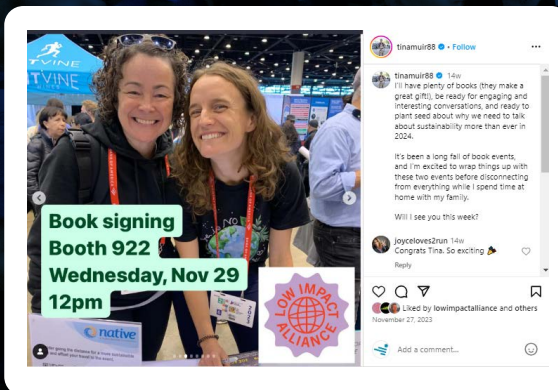 TVINE
TVINE
Book signing
Booth 922
Wednesday, Nov 29
12pm
native
LOW IMPACT
ALLIANCE
tinamuir88 • Follow
tinamuir88 14w
I'll have plenty of books (they make a
great gift!), be ready for engaging and
interesting conversations, and ready to
plant seed about why we need to talk
about sustainability more than ever in
2024.
It's been a long fall of book events,
and I'm excited to wrap things up with
these two events before disconnecting
from everything while I spend time at
home with my family.
Will I see you this week?
joyceloves2run 14w
Congrats Tina. So exciting 🎉
Reply
Liked by lowimpactalliance and others
November 27, 2023
Add a comment...